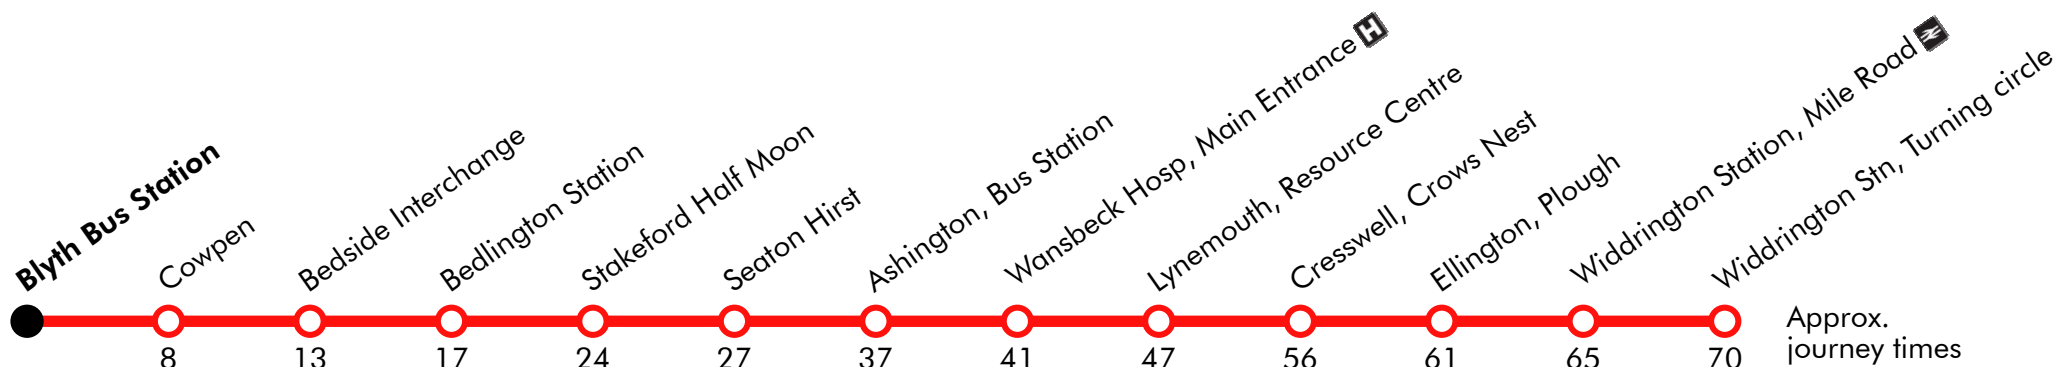 Blyth Bus Station
Cowpen
Bedside Interchange
Bedlington Station
Stakeford Half Moon
Seaton Hirst
Ashington, Bus Station
Wansbeck Hosp, Main Entrance H
Lynemouth, Resource Centre
Cresswell, Crows Nest
Ellington, Plough
Widdrington Station, Mile Road
Widdrington Stn, Turning circle
8 13 17 24 27 37 41 47 56 61 65 70
Approx.
journey times